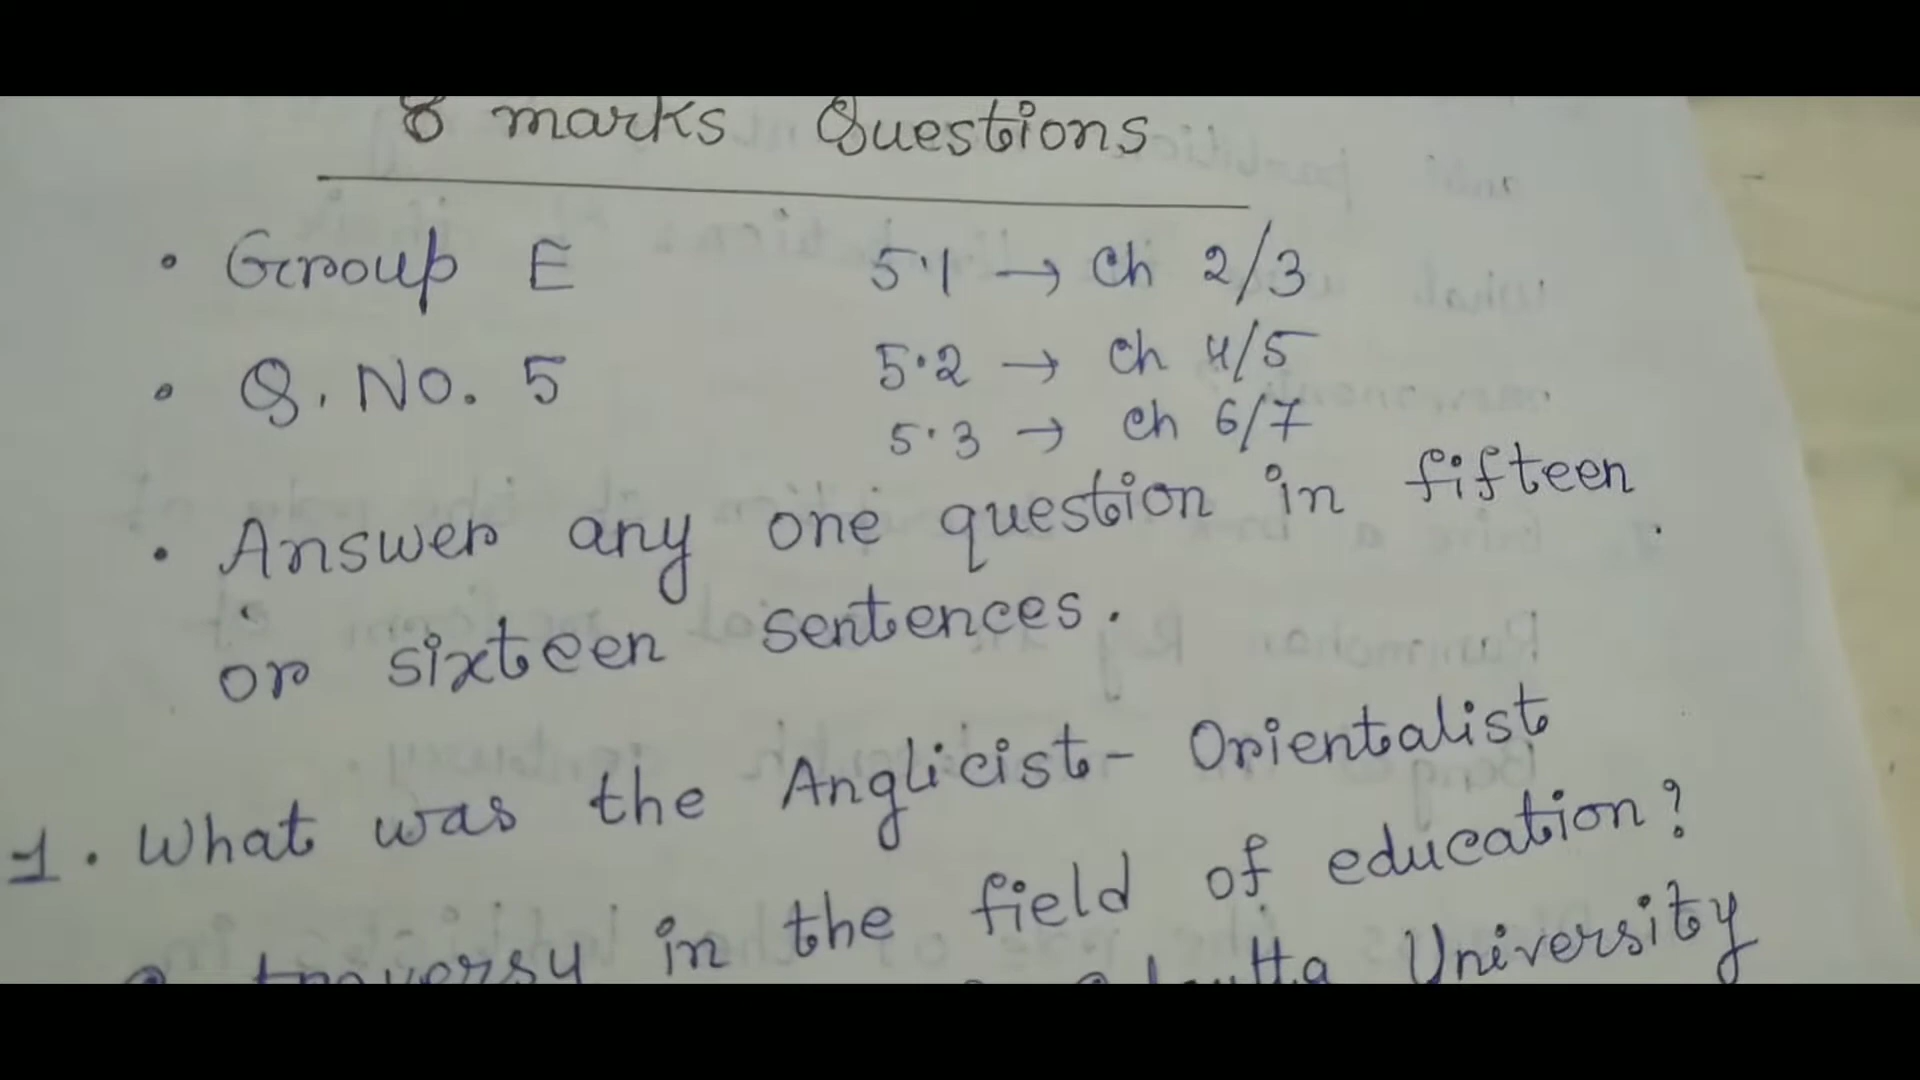 8 marks Questions
• Group E 5.1 → Ch 2/3
• Q. No. 5 5.2 → Ch 4/5
5.3 → Ch 6/7
• Answer any one question in fifteen
or sixteen sentences.
1. What was the Anglicist- Orientalist
in the field of education?
University